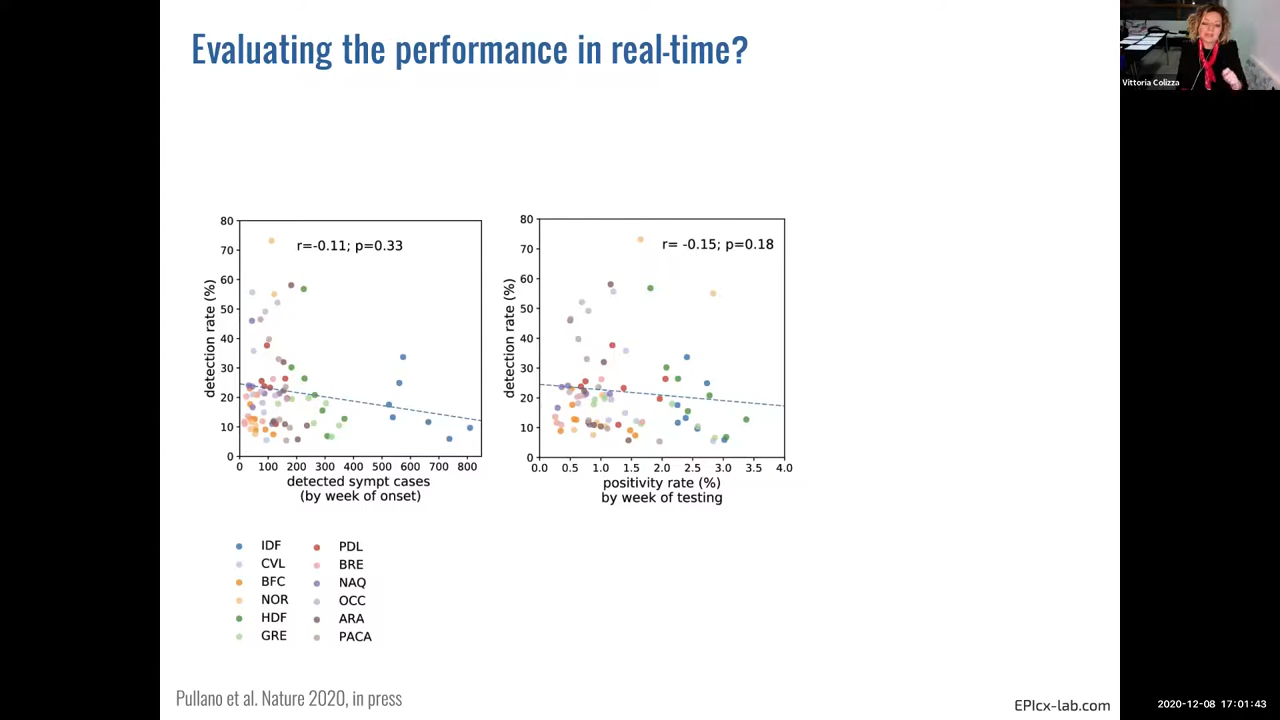 Evaluating the performance in real-time?
Vittoria Colizza
r=-0.11; p=0.33
80
70
60
50
40
30
20
10
0
detection rate (%)
0 100 200 300 400 500 600 700 800
detected sympt cases
(by week of onset)
r= -0.15; p=0.18
80
70
60
50
40
30
20
10
0
detection rate (%)
0.0 0.5 1.0 1.5 2.0 2.5 3.0 3.5 4.0
positivity rate (%)
by week of testing
IDF PDL
CVL BRE
BFC NAQ
NOR OCC
HDF ARA
GRE PACA
Pullano et al. Nature 2020, in press
EPIcx-lab.com
2020-12-08 17:01:43